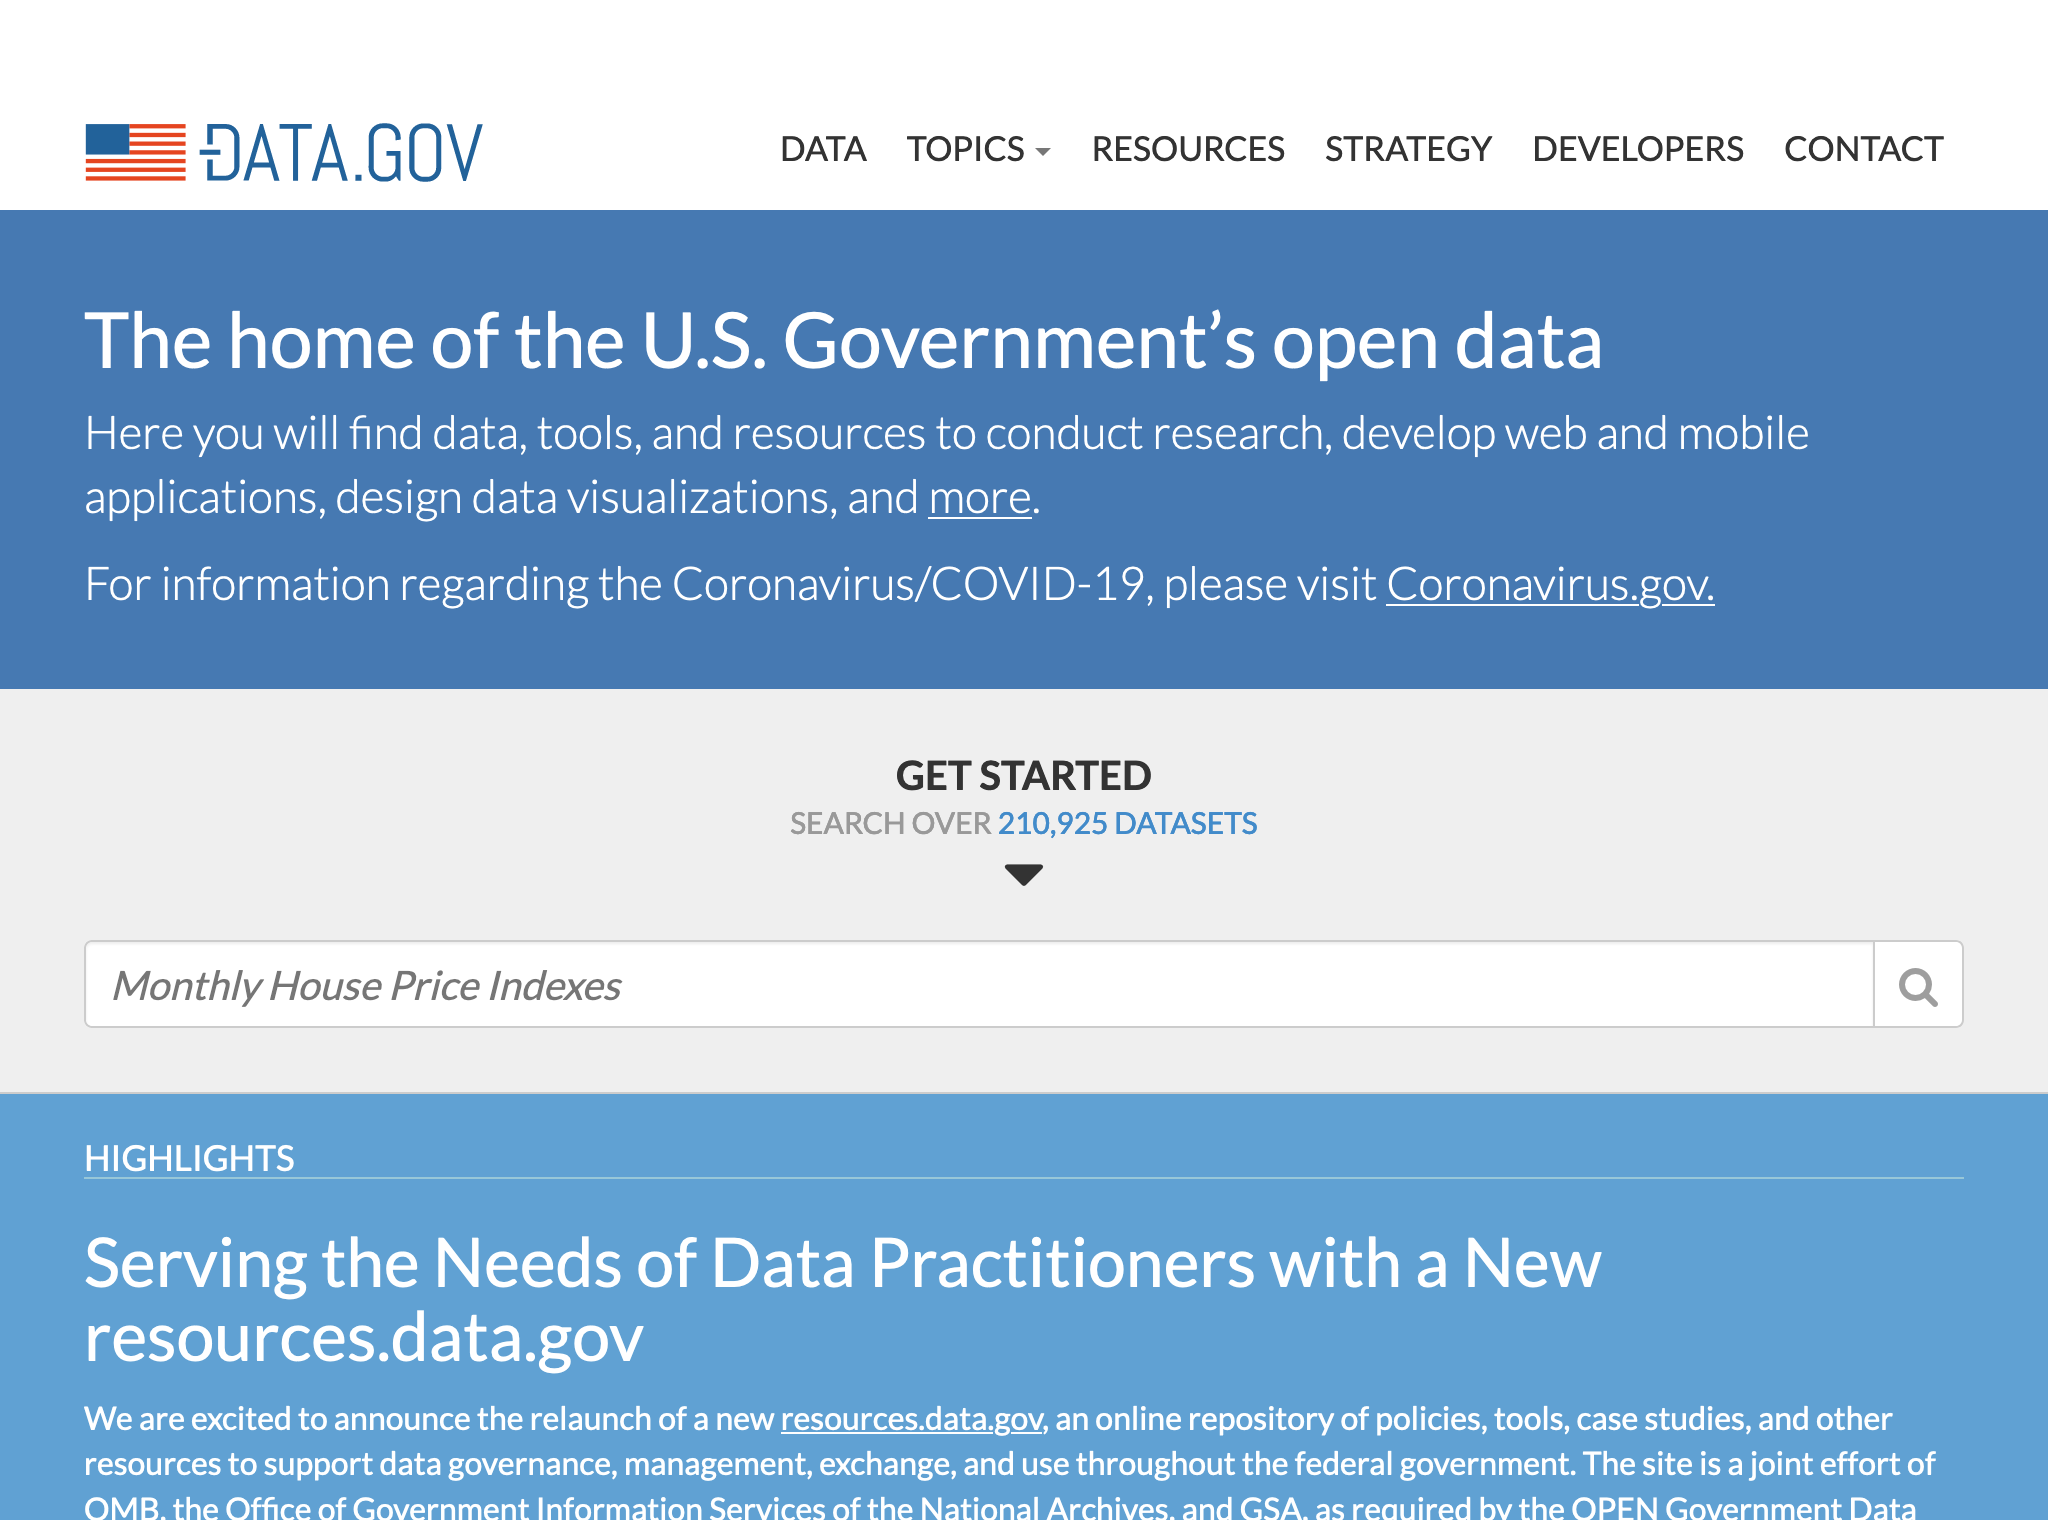 DATA.GOV
DATA TOPICS RESOURCES STRATEGY DEVELOPERS CONTACT
The home of the U.S. Government’s open data
Here you will find data, tools, and resources to conduct research, develop web and mobile
applications, design data visualizations, and more.
For information regarding the Coronavirus/COVID-19, please visit Coronavirus.gov.
GET STARTED
SEARCH OVER 210,925 DATASETS
Monthly House Price Indexes
HIGHLIGHTS
Serving the Needs of Data Practitioners with a New
resources.data.gov
We are excited to announce the relaunch of a new resources.data.gov, an online repository of policies, tools, case studies, and other
resources to support data governance, management, exchange, and use throughout the federal government. The site is a joint effort of
OMB, the Office of Government Information Services of the National Archives, and GSA, as required by the OPEN Government Data